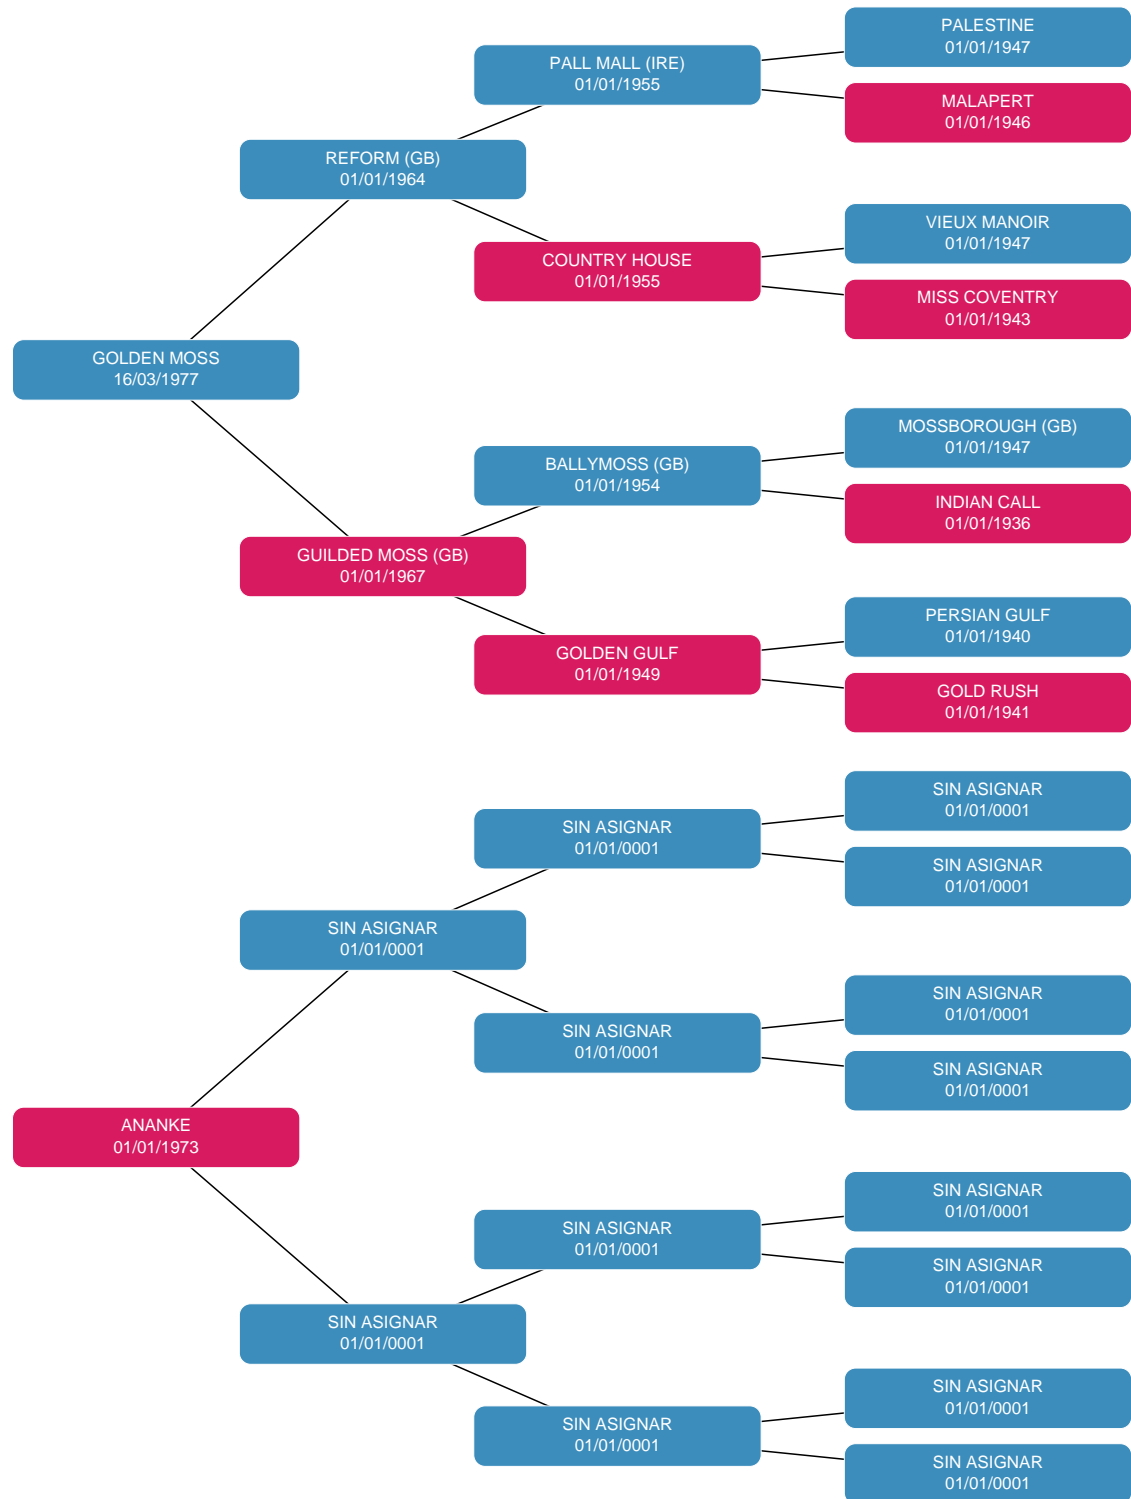 PALESTINE
01/01/1947
PALL MALL (IRE)
01/01/1955
MALAPERT
01/01/1946
REFORM (GB)
01/01/1964
VIEUX MANOIR
01/01/1947
COUNTRY HOUSE
01/01/1955
MISS COVENTRY
01/01/1943
GOLDEN MOSS
16/03/1977
MOSSBOROUGH (GB)
01/01/1947
BALLYMOSS (GB)
01/01/1954
INDIAN CALL
01/01/1936
GUILDED MOSS (GB)
01/01/1967
PERSIAN GULF
01/01/1940
GOLDEN GULF
01/01/1949
GOLD RUSH
01/01/1941
SIN ASIGNAR
01/01/0001
SIN ASIGNAR
01/01/0001
SIN ASIGNAR
01/01/0001
SIN ASIGNAR
01/01/0001
SIN ASIGNAR
01/01/0001
SIN ASIGNAR
01/01/0001
SIN ASIGNAR
01/01/0001
ANANKE
01/01/1973
SIN ASIGNAR
01/01/0001
SIN ASIGNAR
01/01/0001
SIN ASIGNAR
01/01/0001
SIN ASIGNAR
01/01/0001
SIN ASIGNAR
01/01/0001
SIN ASIGNAR
01/01/0001
SIN ASIGNAR
01/01/0001